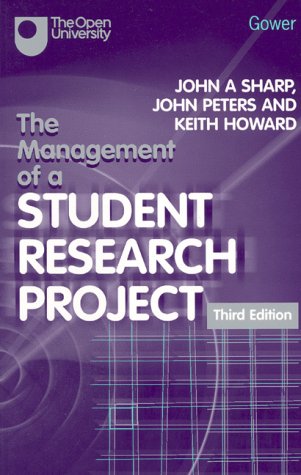 The Open
University
Gower
JOHN A SHARP,
JOHN PETERS AND
KEITH HOWARD
The
Management
of a
STUDENT
RESEARCH
PROJECT
Third Edition